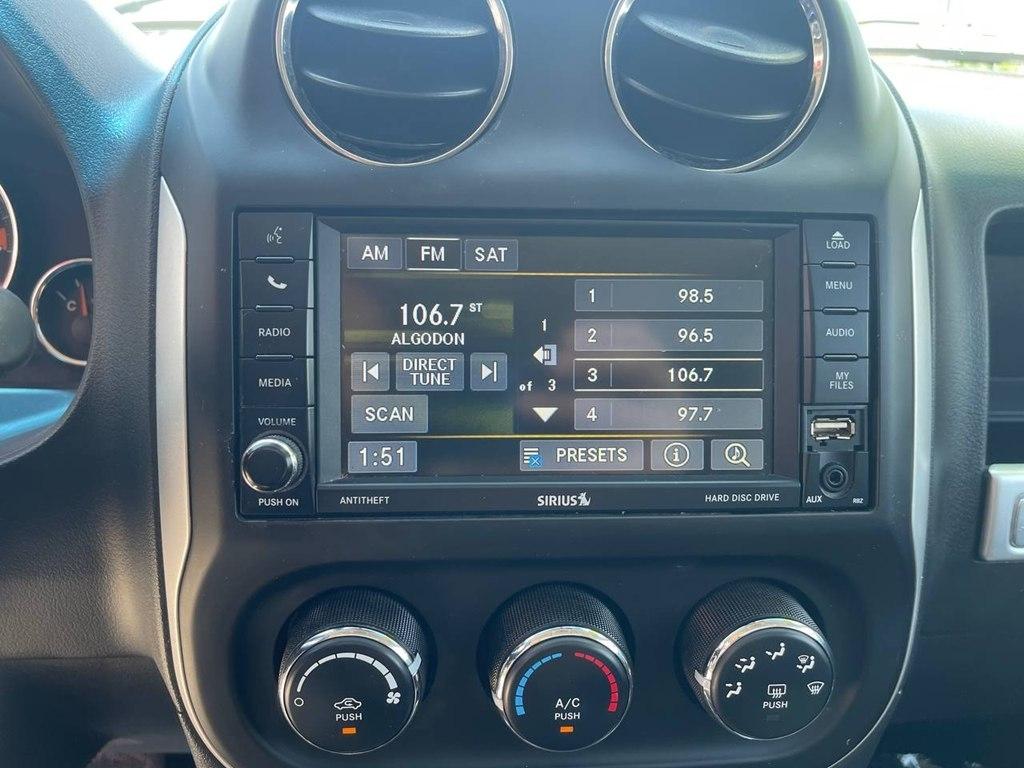 RADIO
MEDIA
VOLUME
PUSH ON
AM FM SAT
106.7 ST
ALGODON
DIRECT
TUNE
SCAN
1:51
1
of 3
1 98.5
2 96.5
3 106.7
4 97.7
PRESETS
LOAD
MENU
AUDIO
MY
FILES
AUX
RBZ
ANTITHEFT
SIRIUS
HARD DISC DRIVE
PUSH
A/C
PUSH
PUSH
C